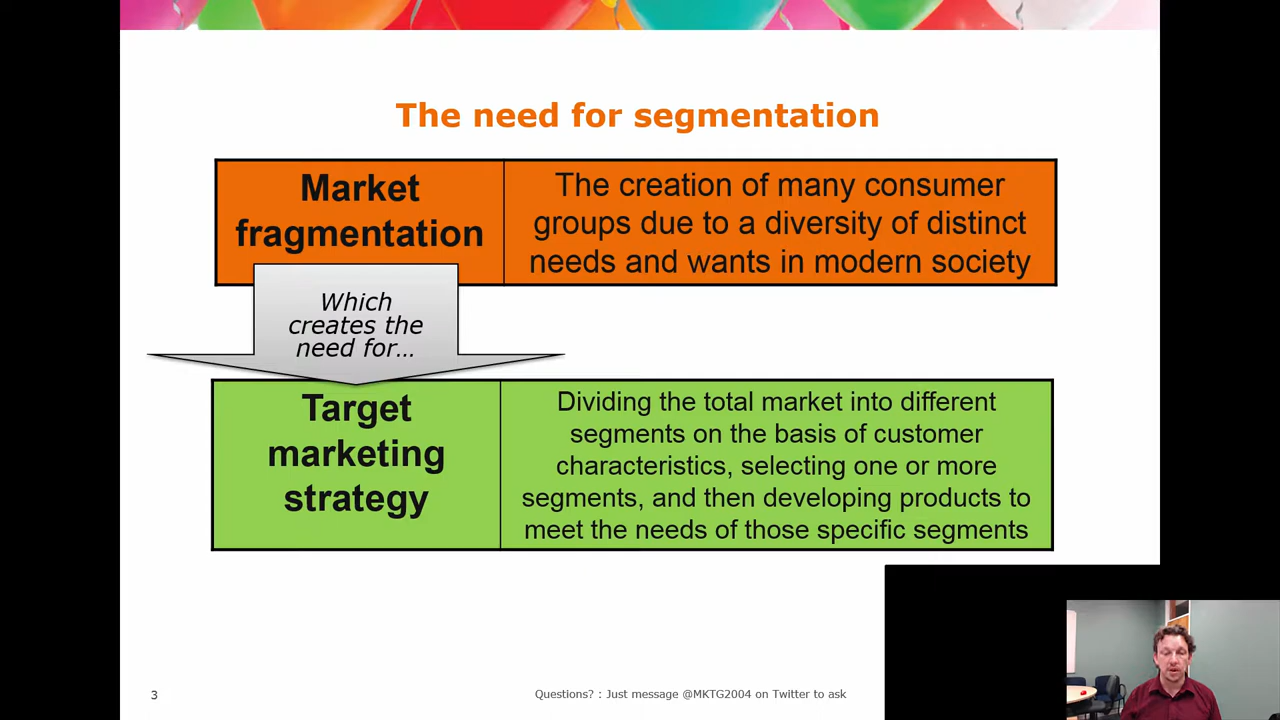 The need for segmentation
Market
fragmentation
The creation of many consumer
groups due to a diversity of distinct
needs and wants in modern society
Which
creates the
need for…
Target
marketing
strategy
Dividing the total market into different
segments on the basis of customer
characteristics, selecting one or more
segments, and then developing products to
meet the needs of those specific segments
3
Questions? : Just message @MKTG2004 on Twitter to ask